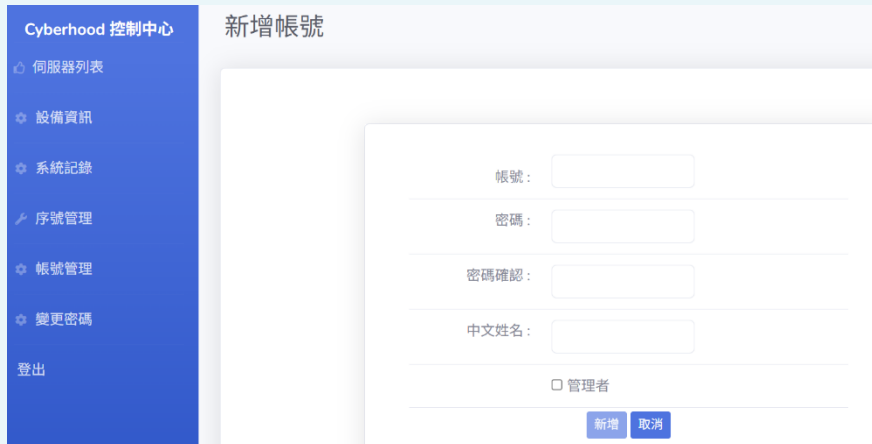 Cyberhood 控制中心
伺服器列表
設備資訊
系統記錄
序號管理
帳號管理
變更密碼
登出
新增帳號
帳號 :
密碼 :
密碼確認 :
中文姓名 :
管理者
新增 取消